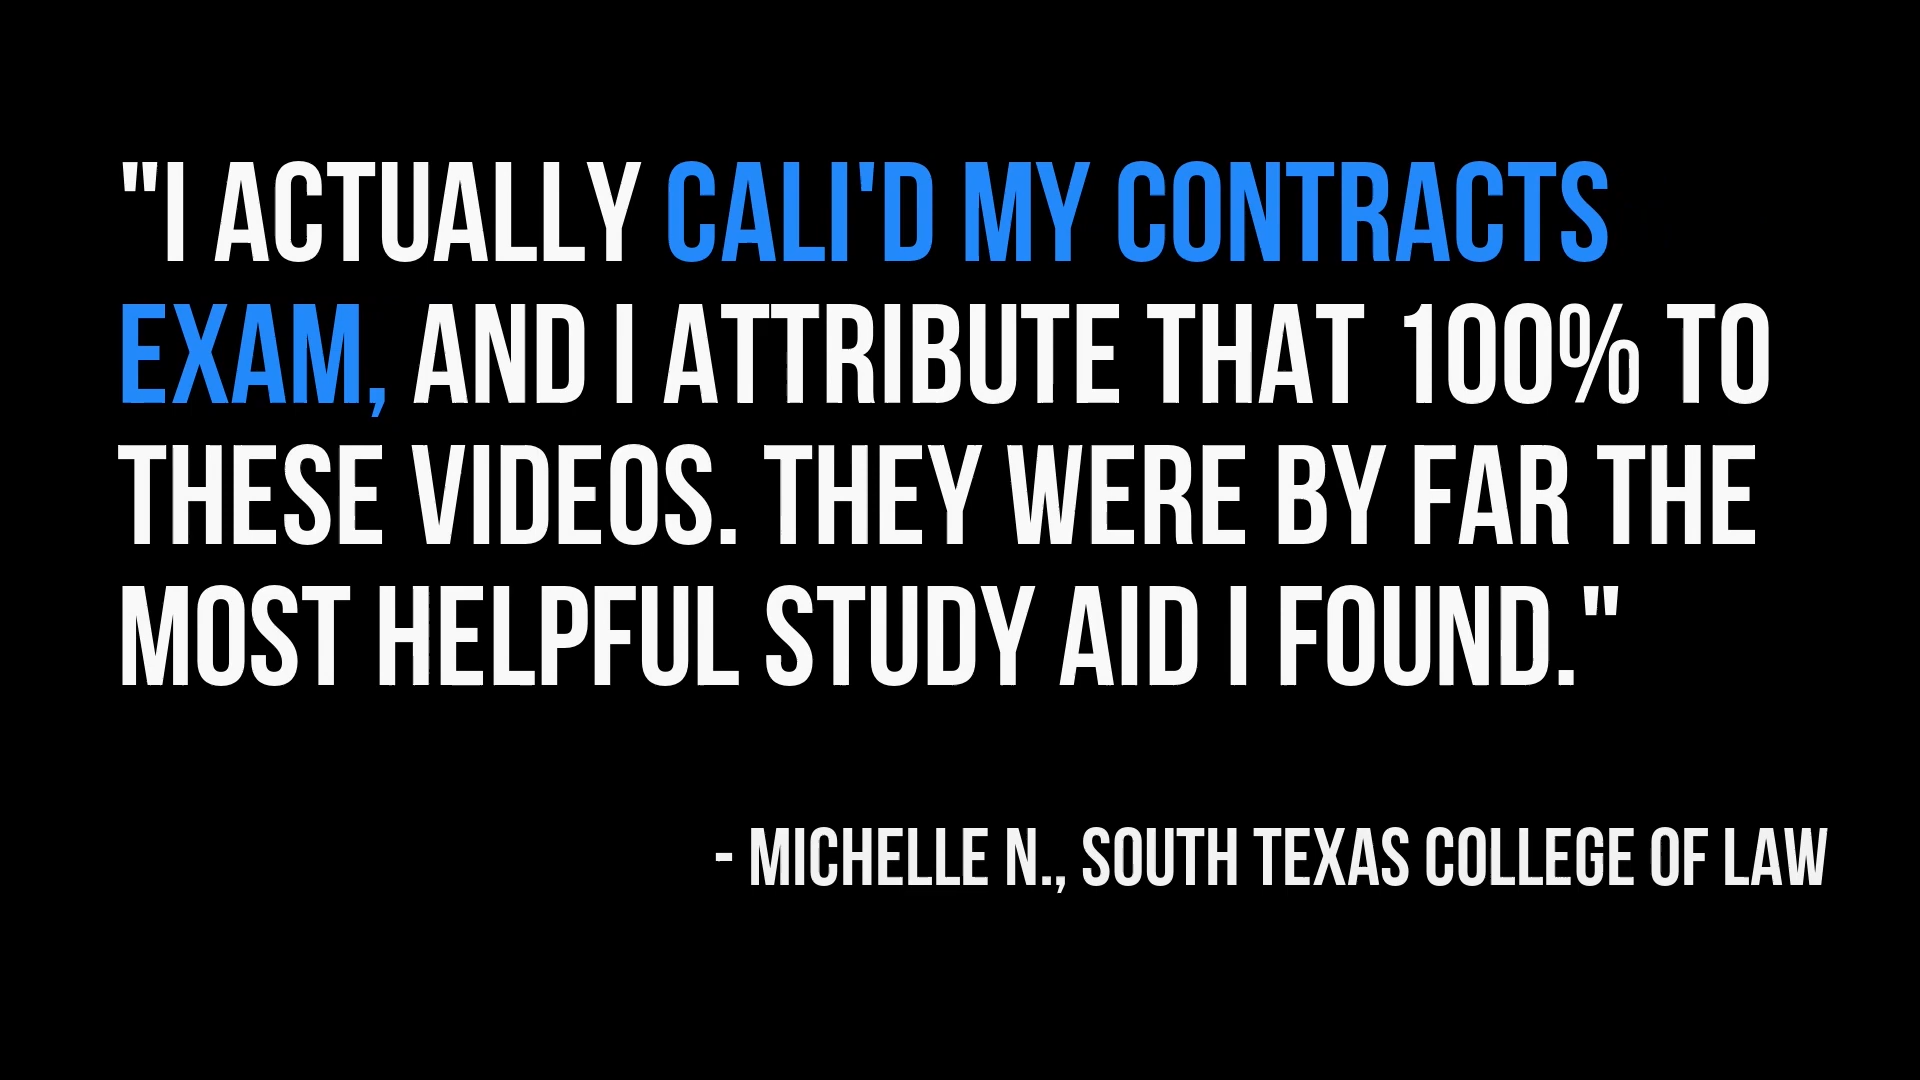 "I ACTUALLY CALI'D MY CONTRACTS
EXAM, AND I ATTRIBUTE THAT 100% TO
THESE VIDEOS. THEY WERE BY FAR THE
MOST HELPFUL STUDY AID I FOUND."
- MICHELLE N., SOUTH TEXAS COLLEGE OF LAW